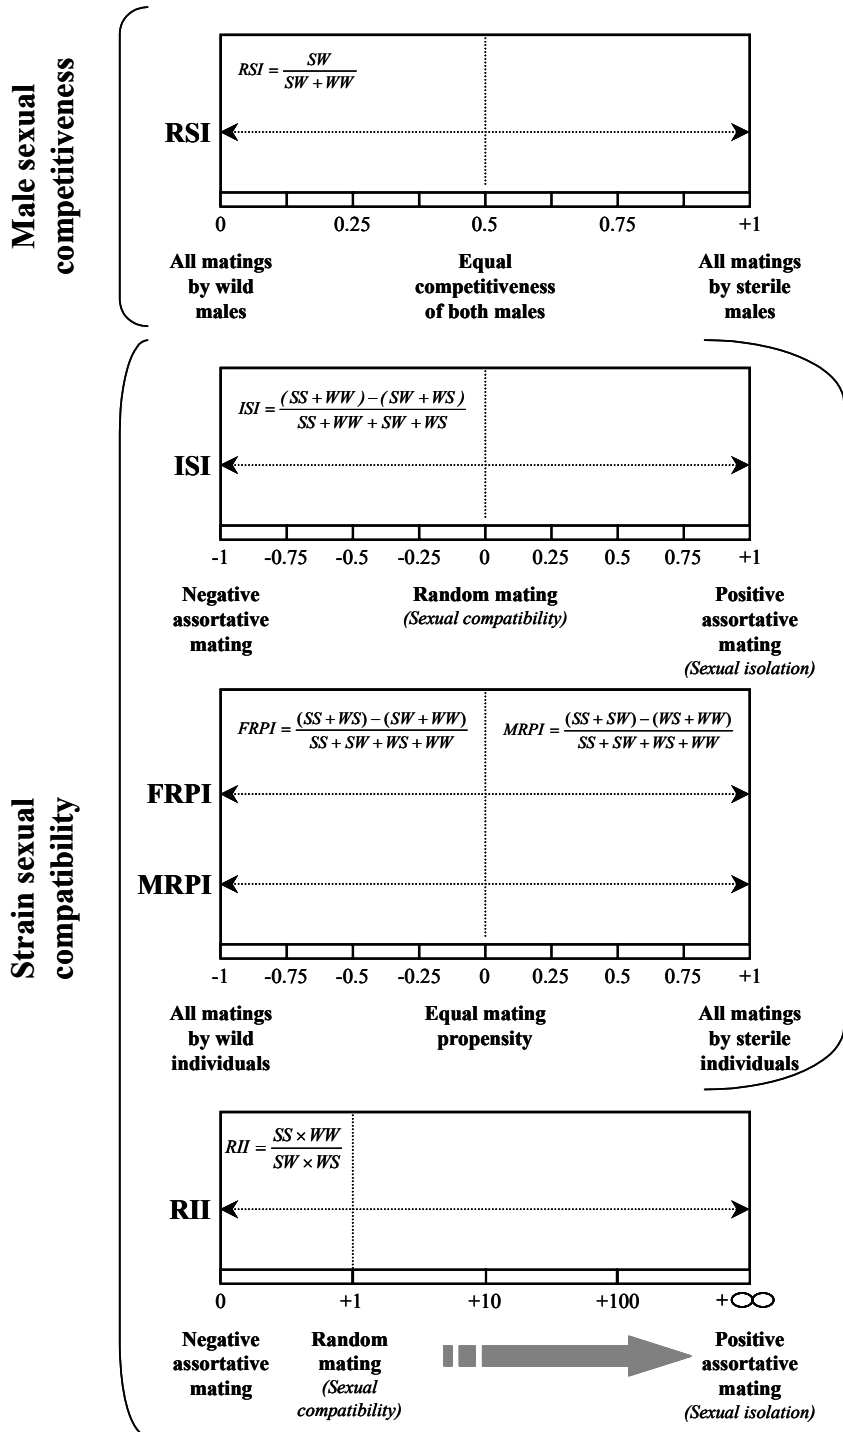 Male sexual
competitiveness
RSI = SW / SW + WW
RSI
0 0.25 0.5 0.75 +1
All matings
by wild
males
Equal
competitiveness
of both males
All matings
by sterile
males
Strain sexual
compatibility
ISI = (SS + WW) – (SW + WS) / SS + WW + SW + WS
ISI
-1 -0.75 -0.5 -0.25 0 0.25 0.5 0.75 +1
Negative
assortative
mating
Random mating
(Sexual compatibility)
Positive
assortative
mating
(Sexual isolation)
FRPI = (SS + WS) – (SW + WW) / SS + SW + WS + WW
MRPI = (SS + SW) – (WS + WW) / SS + SW + WS + WW
FRPI
MRPI
-1 -0.75 -0.5 -0.25 0 0.25 0.5 0.75 +1
All matings
by wild
individuals
Equal mating
propensity
All matings
by sterile
individuals
RII = SS × WW / SW × WS
RII
0 +1 +10 +100 +∞
Negative
assortative
mating
Random
mating
(Sexual
compatibility)
Positive
assortative
mating
(Sexual isolation)